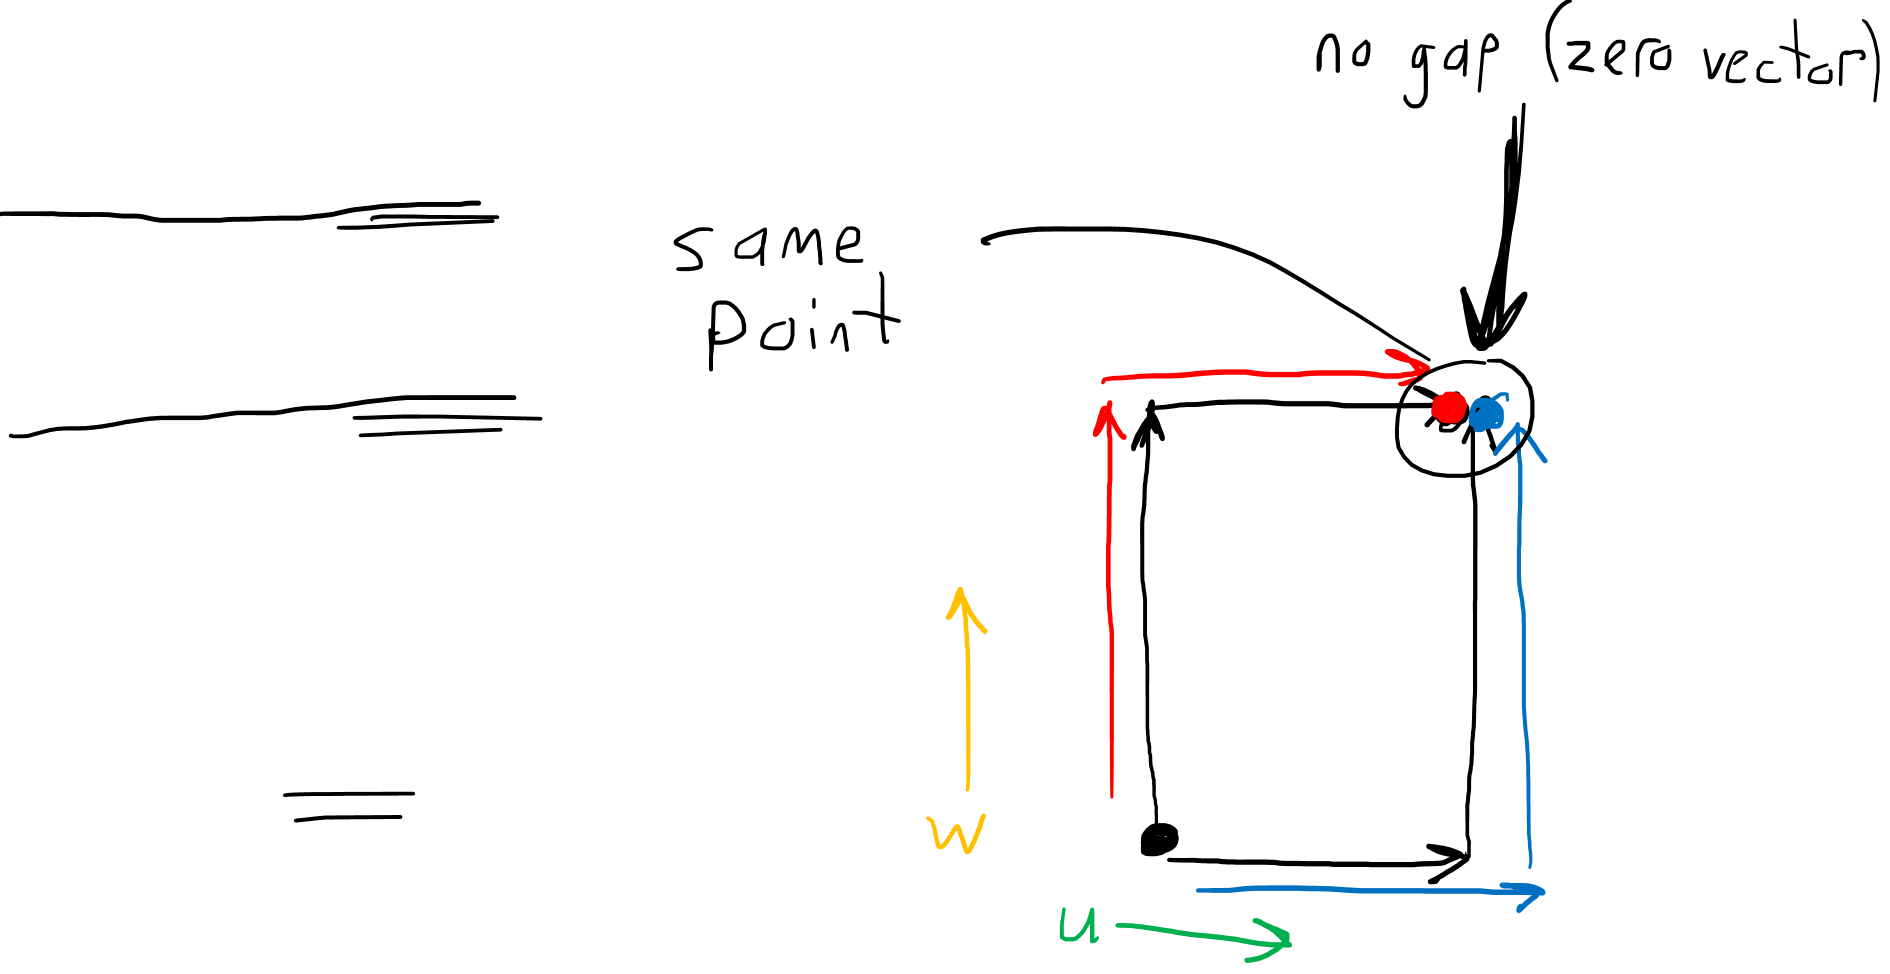 no gap (zero vector)
same
point
w
u